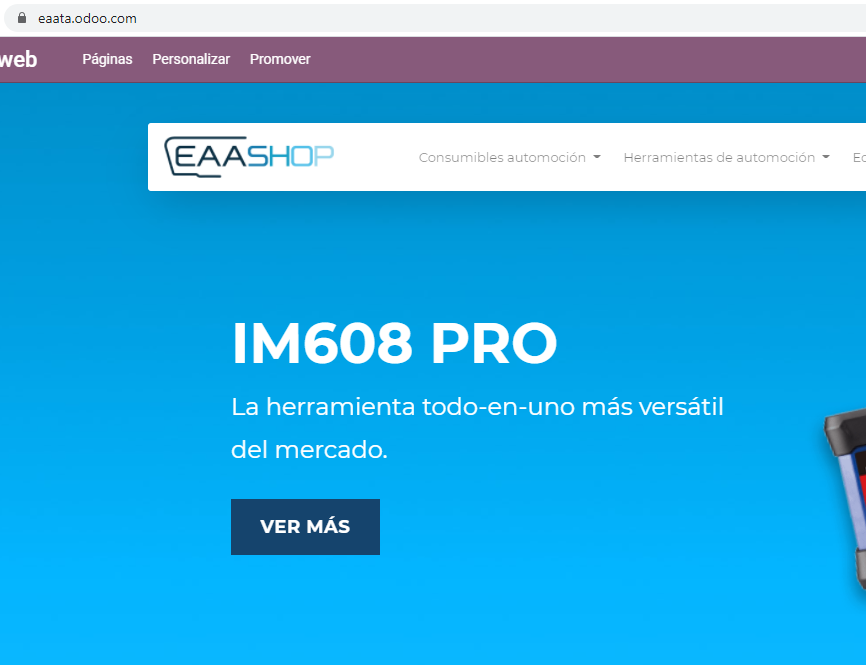 eaata.odoo.com
web Páginas Personalizar Promover
EAASHOP Consumibles automoción Herramientas de automoción
IM608 PRO
La herramienta todo-en-uno más versátil
del mercado.
VER MÁS